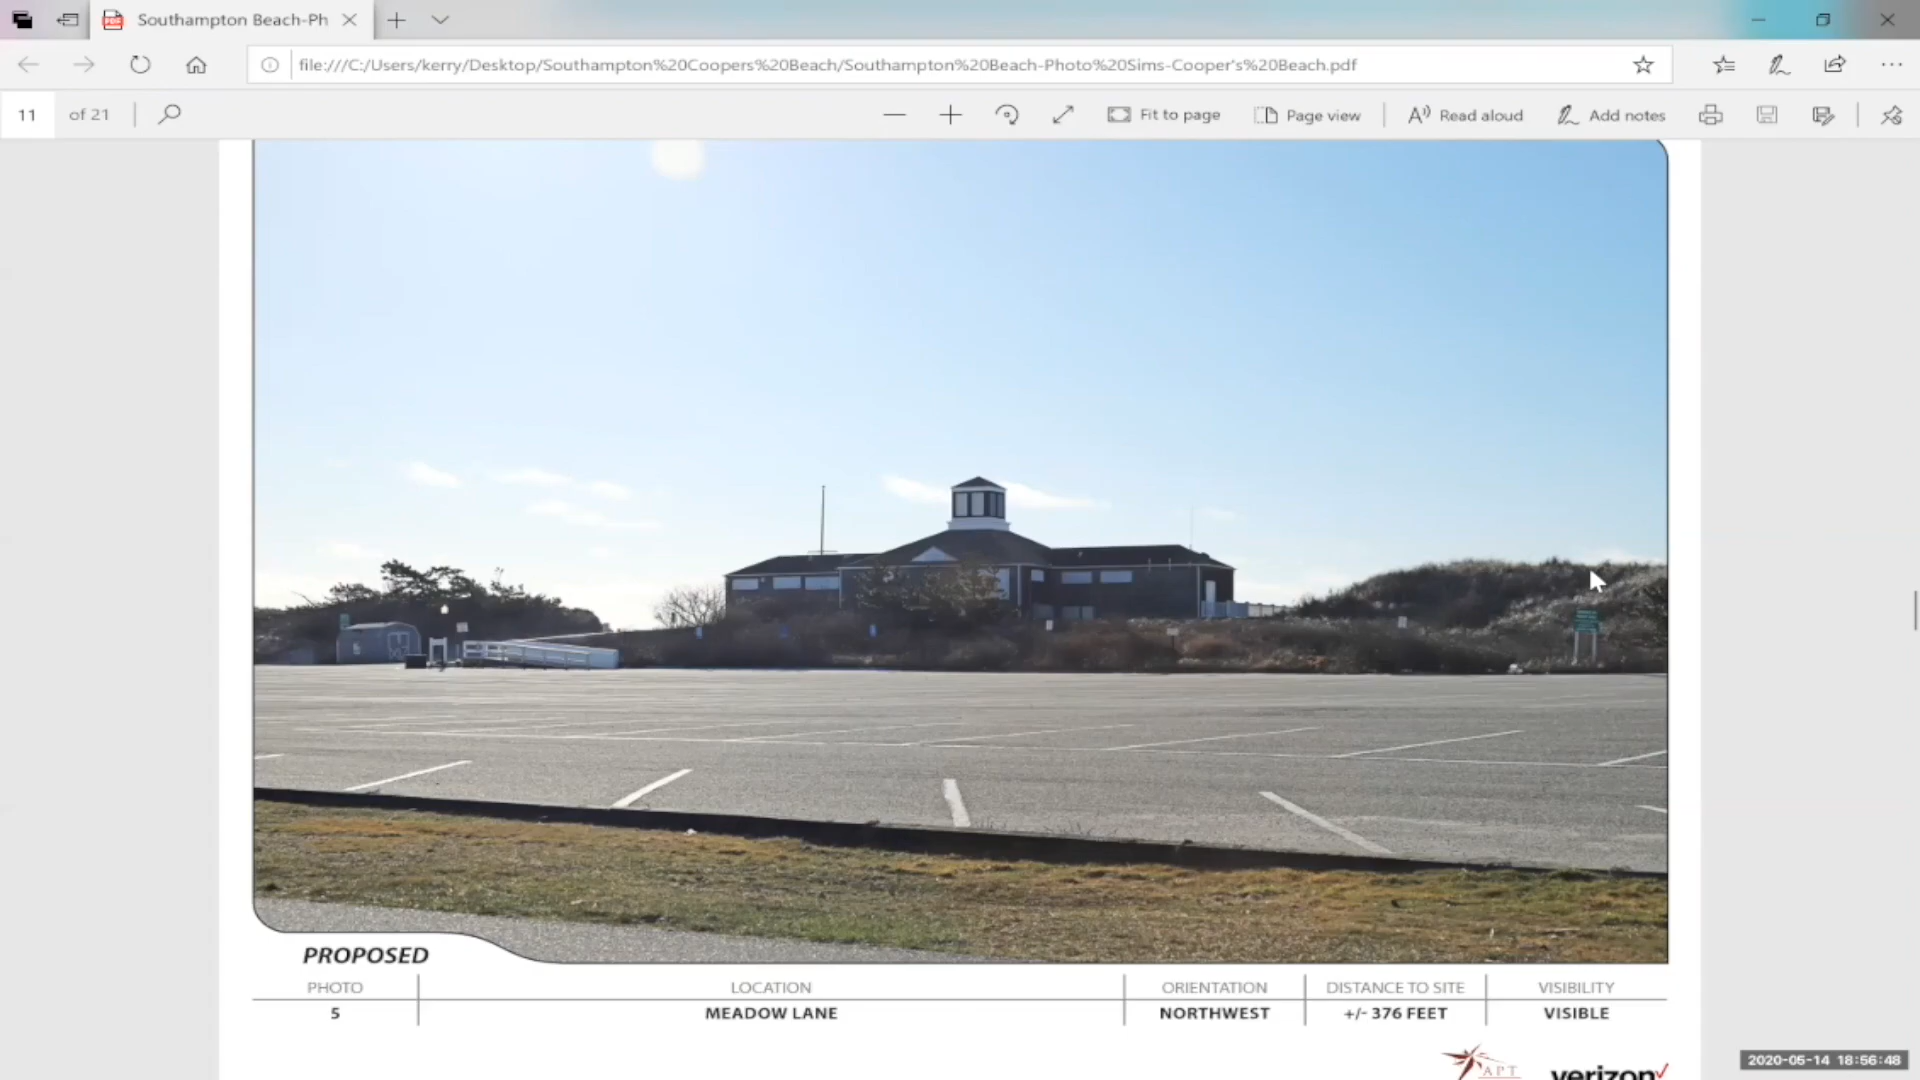 Southampton Beach-Ph
file:///C:/Users/kerry/Desktop/Southampton%20Coopers%20Beach/Southampton%20Beach-Photo%20Sims-Cooper's%20Beach.pdf
11 of 21
Fit to page
Page view
Read aloud
Add notes
PROPOSED
PHOTO LOCATION ORIENTATION DISTANCE TO SITE VISIBILITY
5 MEADOW LANE NORTHWEST +/- 376 FEET VISIBLE
APT
verizon
2020-05-14 18:56:48